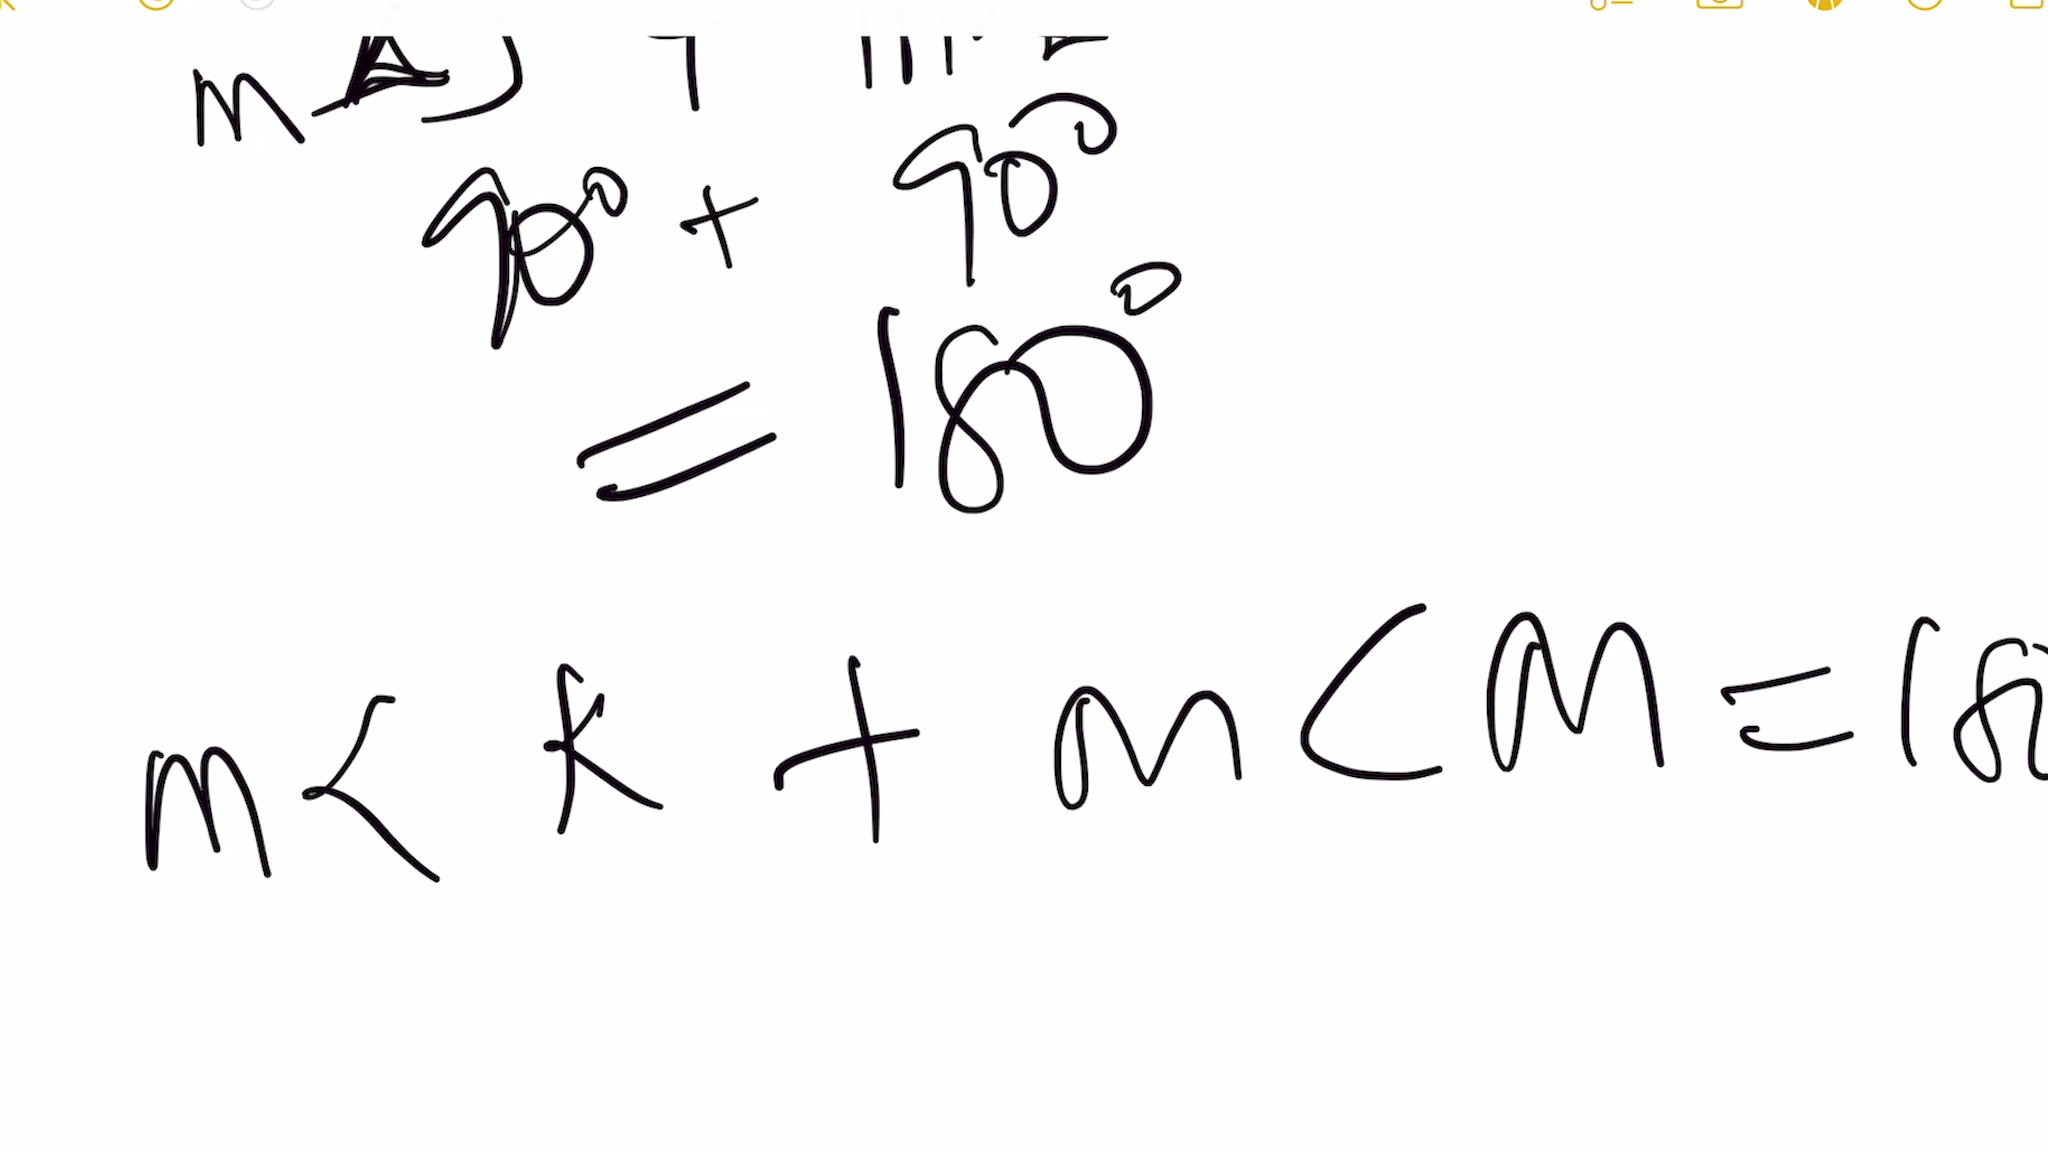 m∠J +
90° + 90°
= 180°
m< K + m< M = 18